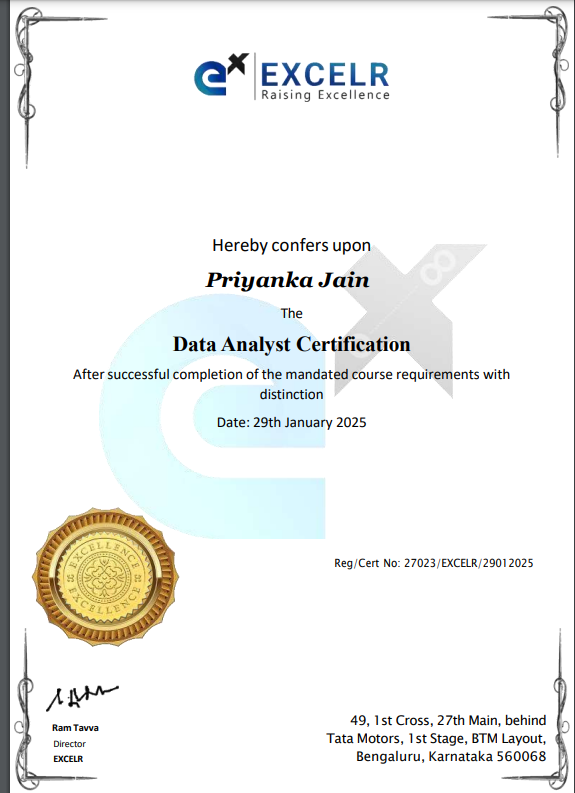 ex EXCELR
Raising Excellence
Hereby confers upon
Priyanka Jain
The
Data Analyst Certification
After successful completion of the mandated course requirements with
distinction
Date: 29th January 2025
EXCELLENCE
EXCELLENCE
Reg/Cert No: 27023/EXCELR/29012025
Ram Tavva
Director
EXCELR
49, 1st Cross, 27th Main, behind
Tata Motors, 1st Stage, BTM Layout,
Bengaluru, Karnataka 560068